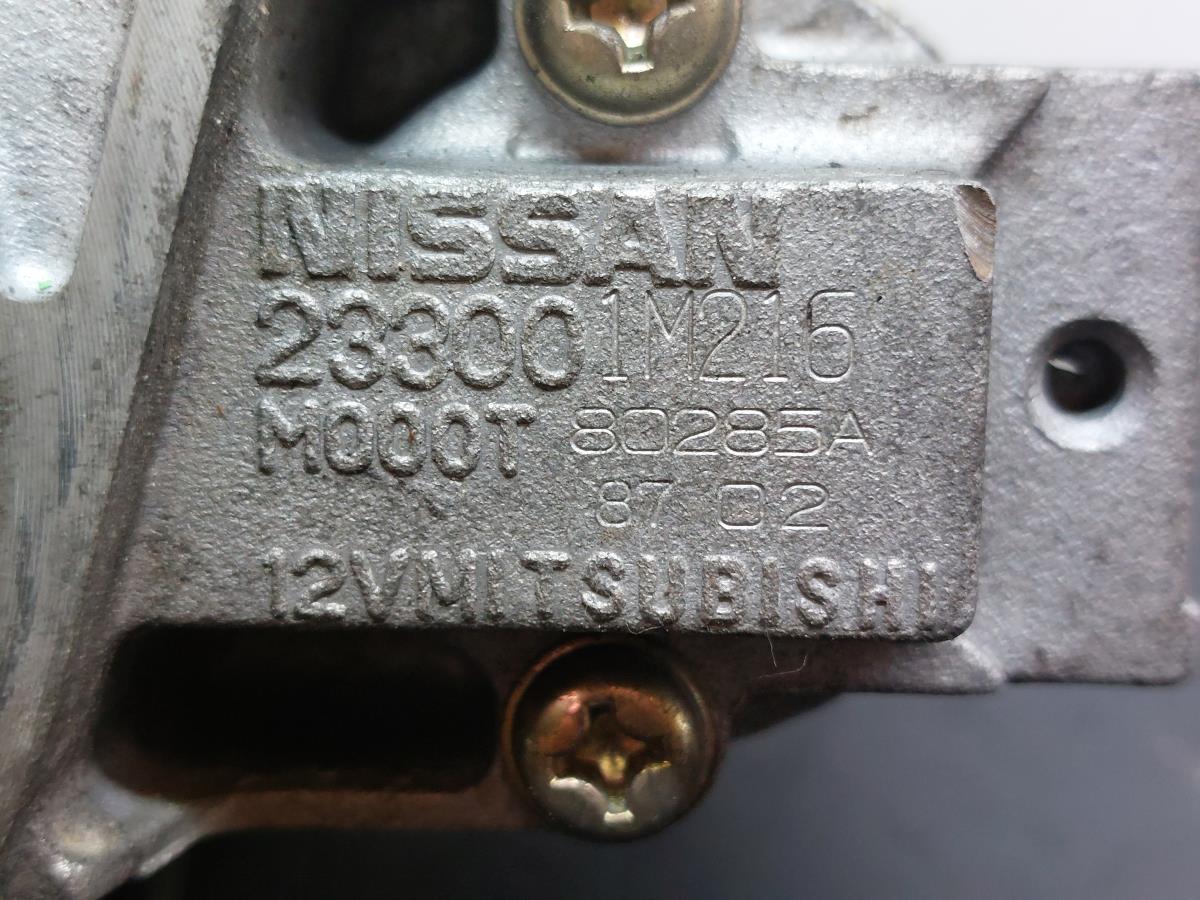 NISSAN
23300 1M216
M000T 80285A
87 02
12V MITSUBISHI